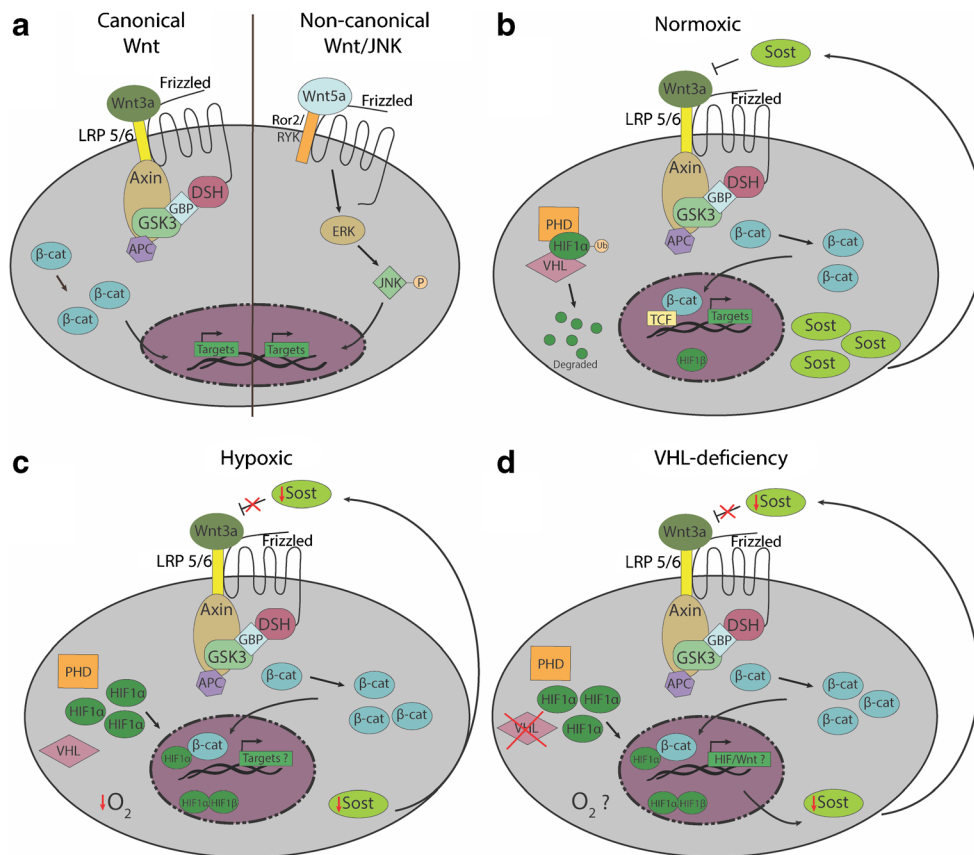 a
Canonical
Wnt
Non-canonical
Wnt/JNK
Wnt3a
Frizzled
LRP 5/6
Axin
DSH
GBP
GSK3
APC
β-cat
β-cat
β-cat
Wnt5a
Frizzled
Ror2/
RYK
ERK
JNK
P
Targets
Targets
b
Normoxic
Sost
Wnt3a
Frizzled
LRP 5/6
Axin
DSH
GBP
GSK3
APC
PHD
HIF1α
Ub
VHL
Degraded
β-cat
β-cat
β-cat
β-cat
TCF
Targets
HIF1β
Sost
Sost
Sost
c
Hypoxic
↓Sost
Wnt3a
Frizzled
LRP 5/6
Axin
DSH
GBP
GSK3
APC
PHD
HIF1α
HIF1α
HIF1α
VHL
β-cat
β-cat
β-cat
β-cat
β-cat
HIF1α
Targets ?
HIF1α
HIF1β
↓O2
↓Sost
d
VHL-deficiency
↓Sost
Wnt3a
Frizzled
LRP 5/6
Axin
DSH
GBP
GSK3
APC
PHD
HIF1α
HIF1α
HIF1α
VHL
β-cat
β-cat
β-cat
β-cat
β-cat
HIF1α
HIF/Wnt ?
HIF1α
HIF1β
O2 ?
↓Sost